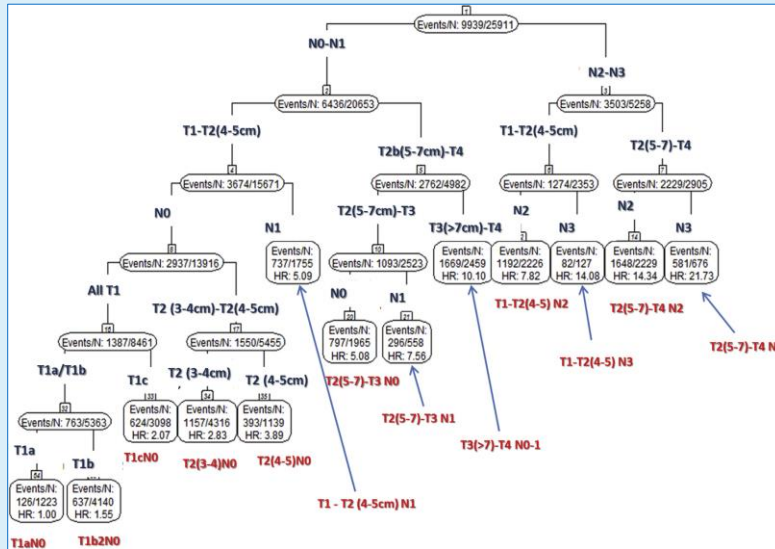 1
Events/N: 9939/25911
N0-N1
N2-N3
2
Events/N: 6436/20653
3
Events/N: 3503/5258
T1-T2(4-5cm)
T2b(5-7cm)-T4
T1-T2(4-5cm)
T2(5-7)-T4
4
Events/N: 3674/15671
5
Events/N: 2762/4982
6
Events/N: 1274/2353
7
Events/N: 2229/2905
N0
N1
T2(5-7cm)-T3
T3(>7cm)-T4
N2
N3
N2
N3
8
Events/N: 2937/13916
Events/N:
737/1755
HR: 5.09
10
Events/N: 1093/2523
Events/N:
1669/2459
HR: 10.10
Events/N:
1192/2226
HR: 7.82
Events/N:
82/127
HR: 14.08
14
Events/N:
1648/2229
HR: 14.34
Events/N:
581/676
HR: 21.73
All T1
T2 (3-4cm)-T2(4-5cm)
N0
N1
T1-T2(4-5) N2
T2(5-7)-T4 N2
16
Events/N: 1387/8461
17
Events/N: 1550/5455
20
Events/N:
797/1965
HR: 5.08
21
Events/N:
296/558
HR: 7.56
T2(5-7)-T4 N
T1-T2(4-5) N3
T1a/T1b
T1c
T2 (3-4cm)
T2 (4-5cm)
T2(5-7)-T3 N0
32
Events/N: 763/5363
33
Events/N:
624/3098
HR: 2.07
34
Events/N:
1157/4316
HR: 2.83
35
Events/N:
393/1139
HR: 3.89
T2(5-7)-T3 N1
T3(>7)-T4 N0-1
T1a
T1b
T1cN0
T2(3-4)N0
T2(4-5)N0
64
Events/N:
126/1223
HR: 1.00
Events/N:
637/4140
HR: 1.55
T1 - T2 (4-5cm) N1
T1aN0
T1b2N0